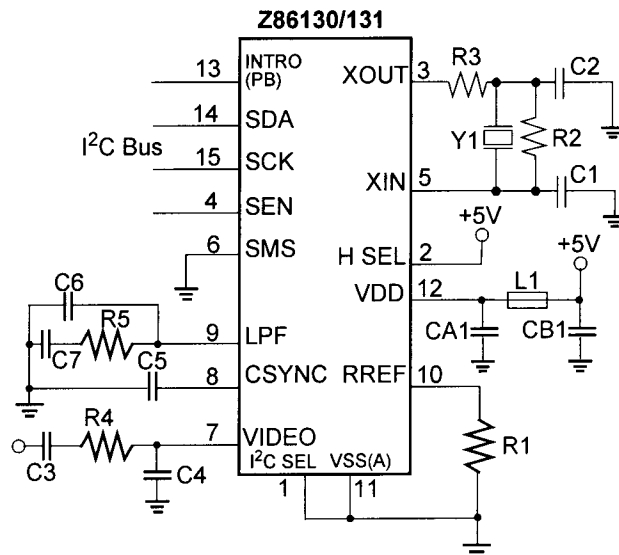 Z86130/131
13
INTRO
(PB)
XOUT
3
R3
C2
14
SDA
I²C Bus
Y1
R2
15
SCK
C1
XIN
5
4
SEN
+5V
6
SMS
H SEL
2
+5V
VDD
12
L1
C6
CA1
CB1
R5
C7
9
LPF
C5
8
CSYNC
RREF
10
R4
7
VIDEO
R1
C3
C4
I²C SEL
VSS(A)
1
11